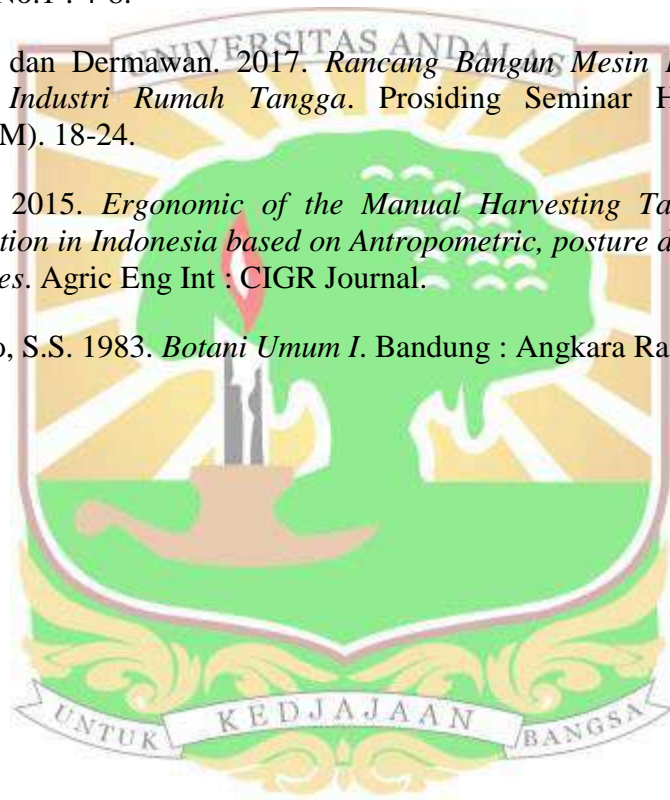 No.1 : 4-8.
UNIVERSITAS ANDALAS
dan Dermawan. 2017. Rancang Bangun Mesin
Industri Rumah Tangga. Prosiding Seminar H
M). 18-24.
2015. Ergonomic of the Manual Harvesting Ta
tion in Indonesia based on Antropometric, posture d
es. Agric Eng Int : CIGR Journal.
o, S.S. 1983. Botani Umum I. Bandung : Angkara Ra
UNTUK KEDJAJAAN BANGSA